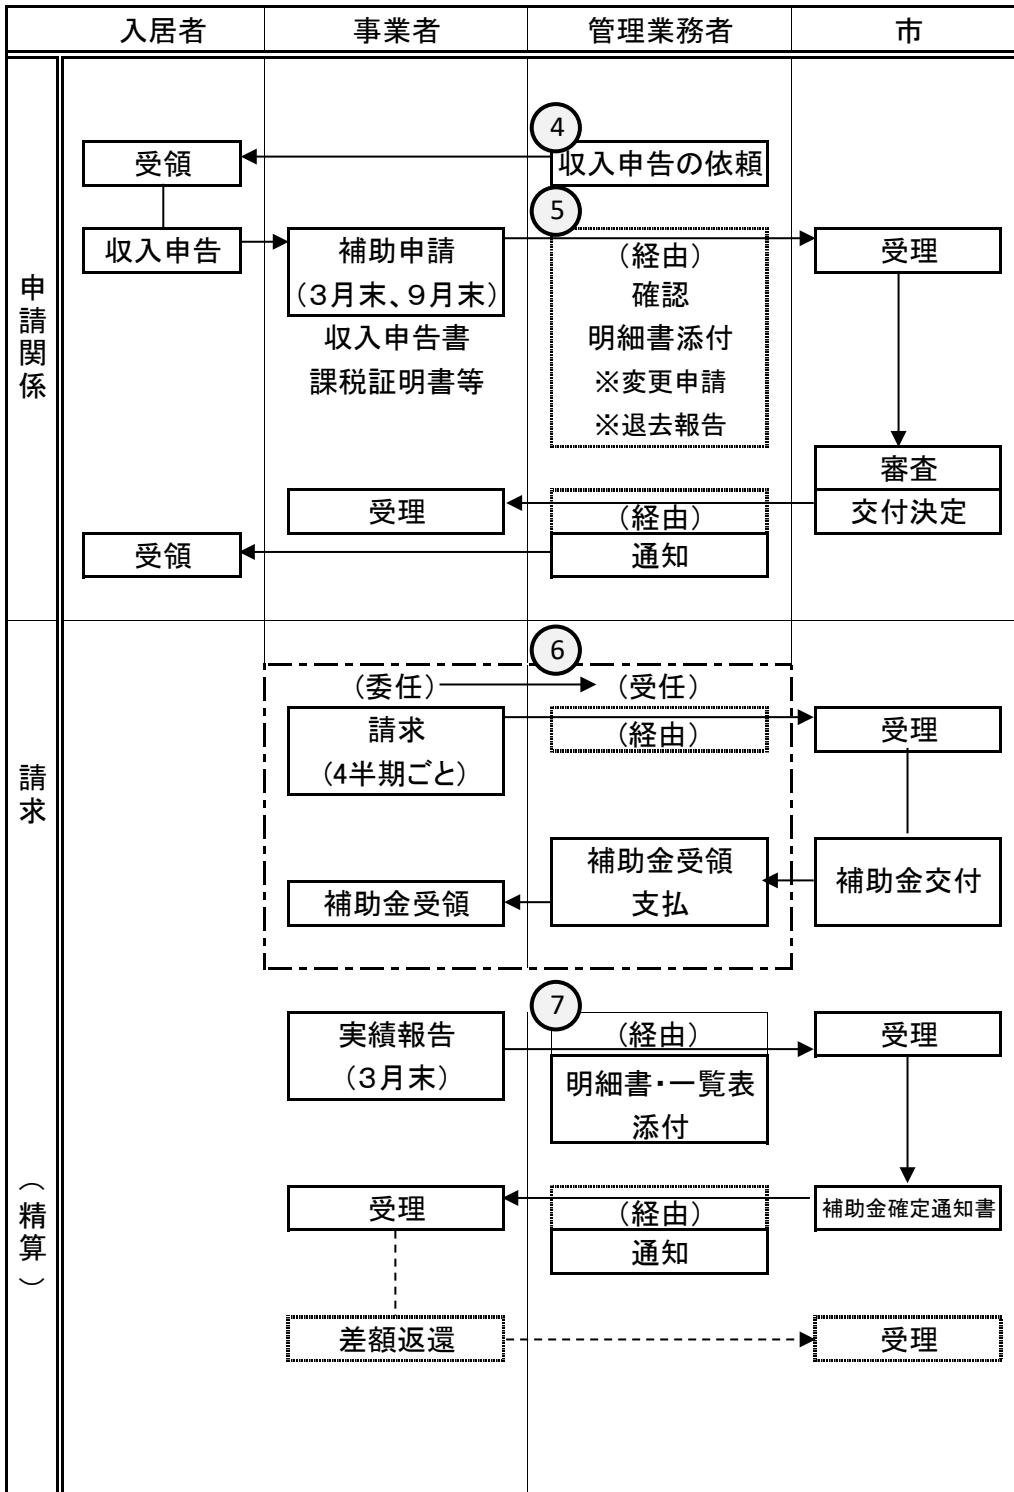 入居者
事業者
管理業務者
市
申請関係
④
受領
収入申告の依頼
⑤
収入申告
補助申請
（3月末、9月末）
収入申告書
課税証明書等
（経由）
確認
明細書添付
※変更申請
※退去報告
受理
審査
交付決定
受理
（経由）
受領
通知
請求
⑥
（委任）
（受任）
請求
（4半期ごと）
（経由）
受理
補助金受領
支払
補助金交付
補助金受領
⑦
実績報告
（3月末）
（経由）
明細書・一覧表
添付
受理
（精算）
受理
（経由）
通知
補助金確定通知書
差額返還
受理